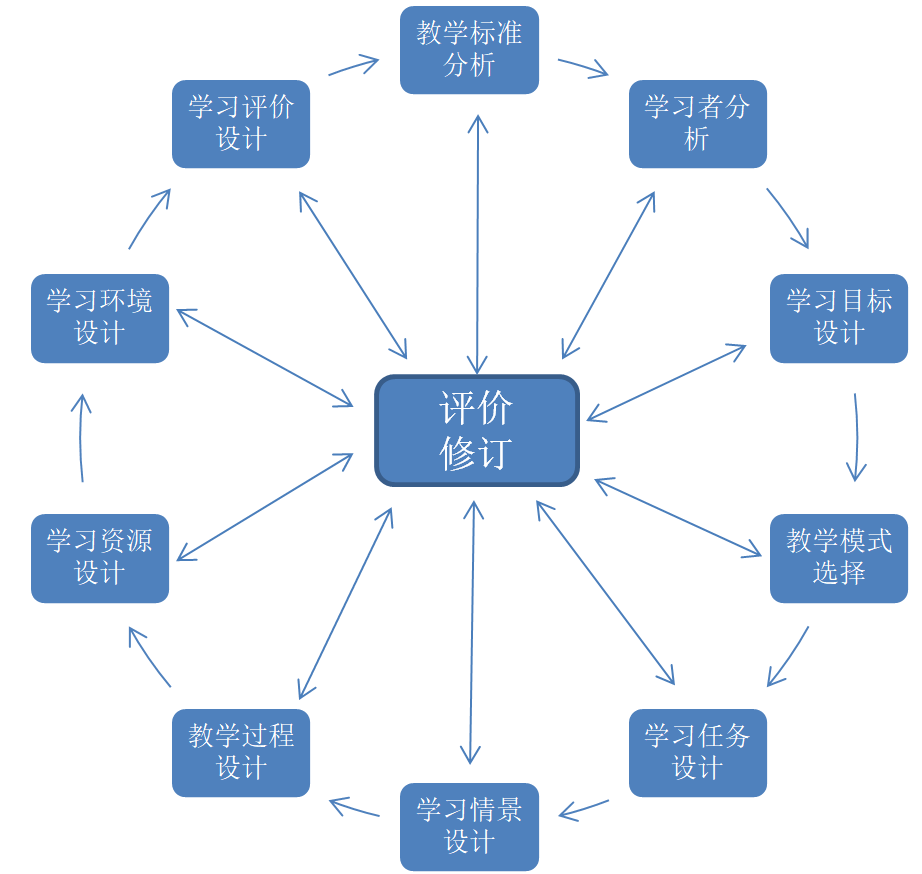 教学标准
分析
学习者分
析
学习目标
设计
教学模式
选择
学习任务
设计
学习情景
设计
教学过程
设计
学习资源
设计
学习环境
设计
学习评价
设计
评价
修订